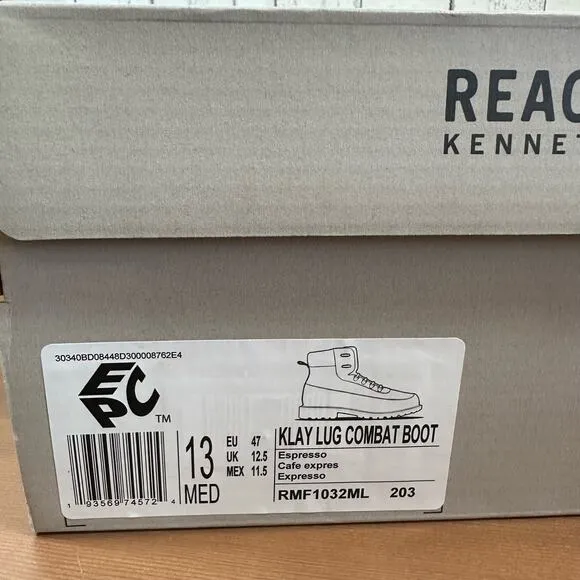 REAC
KENNET
30340BD08448D300008762E4
EPC TM
13
MED
EU 47
UK 12.5
MEX 11.5
KLAY LUG COMBAT BOOT
Espresso
Cafe expres
Expresso
RMF1032ML 203
1 93569 74572 4